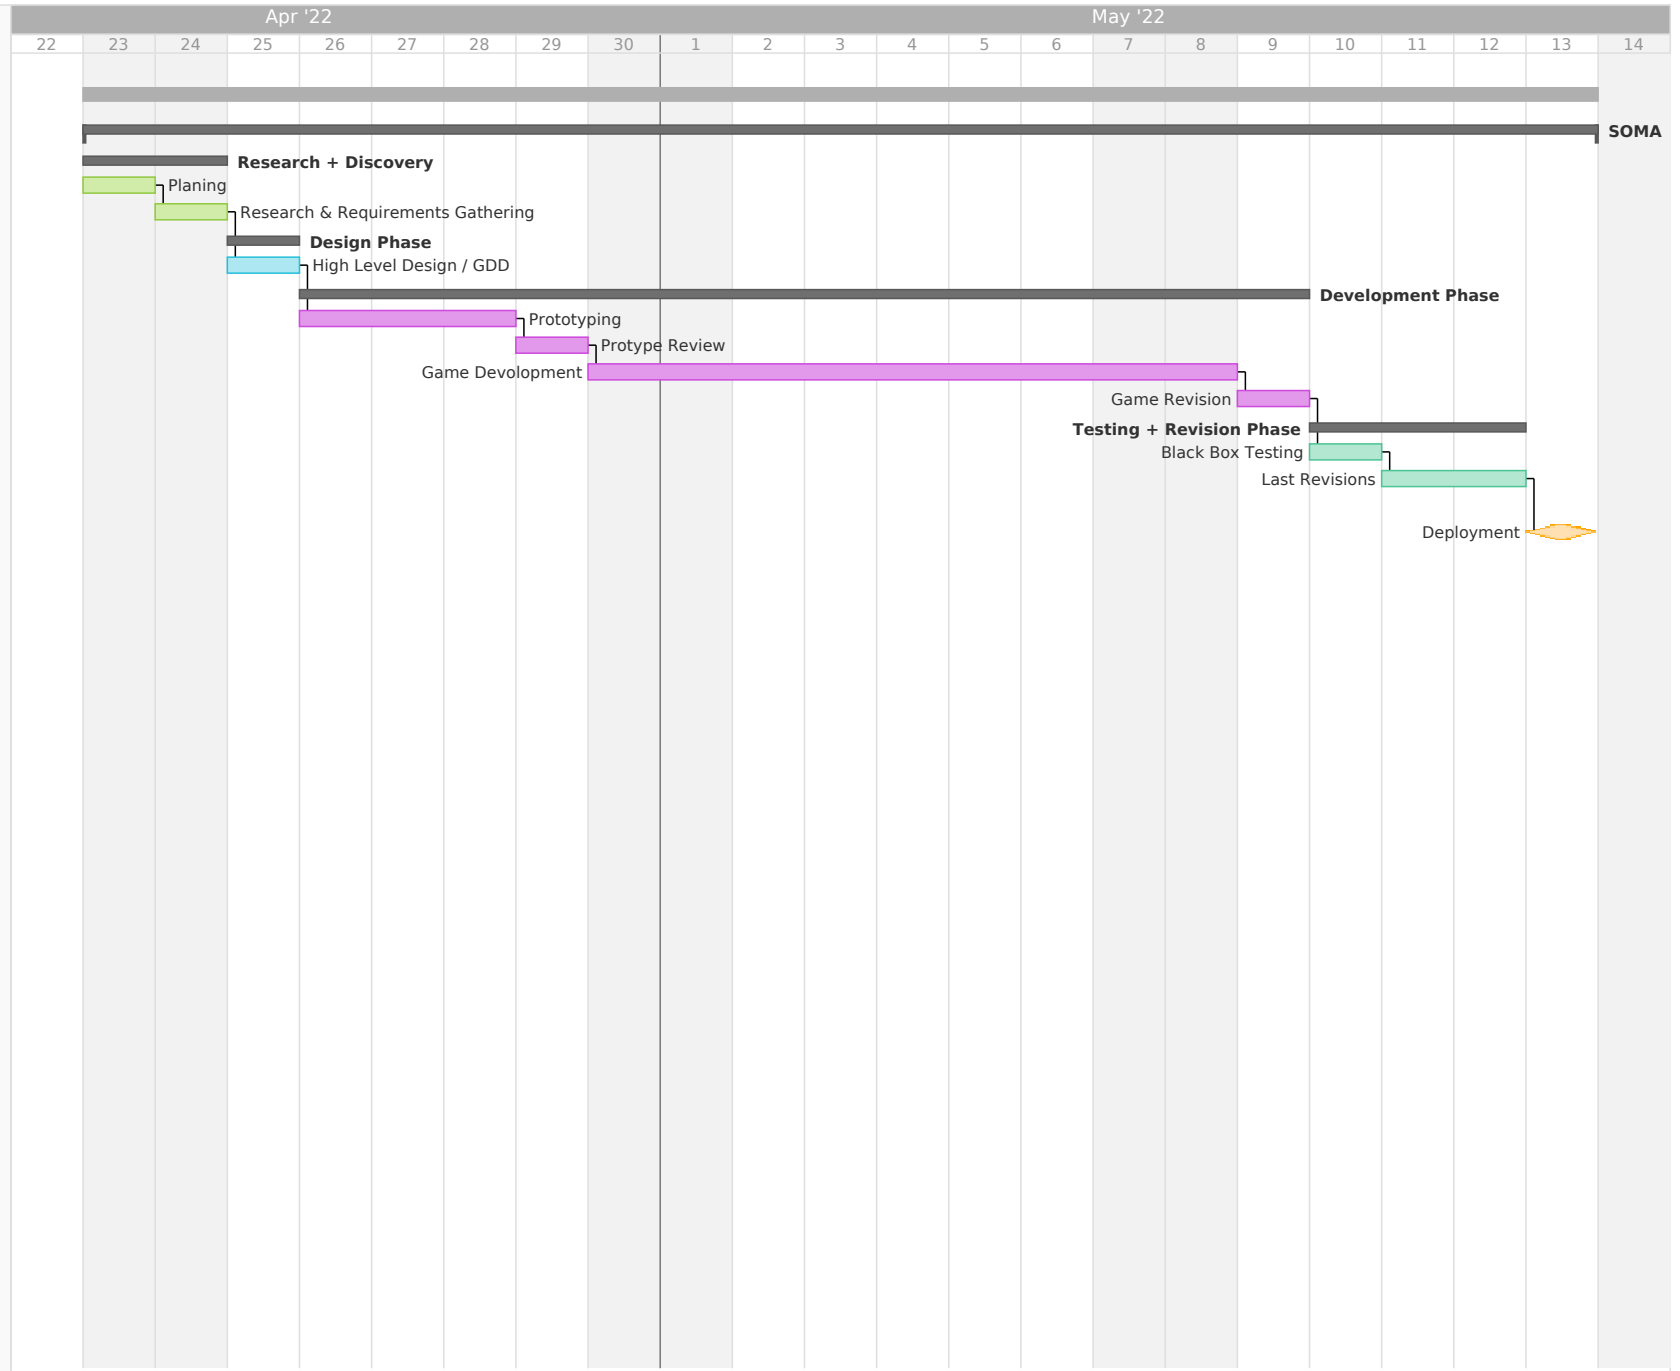 Apr '22 May '22
22 23 24 25 26 27 28 29 30 1 2 3 4 5 6 7 8 9 10 11 12 13 14
SOMA
Research + Discovery
Planing
Research & Requirements Gathering
Design Phase
High Level Design / GDD
Development Phase
Prototyping
Protype Review
Game Devolopment
Game Revision
Testing + Revision Phase
Black Box Testing
Last Revisions
Deployment